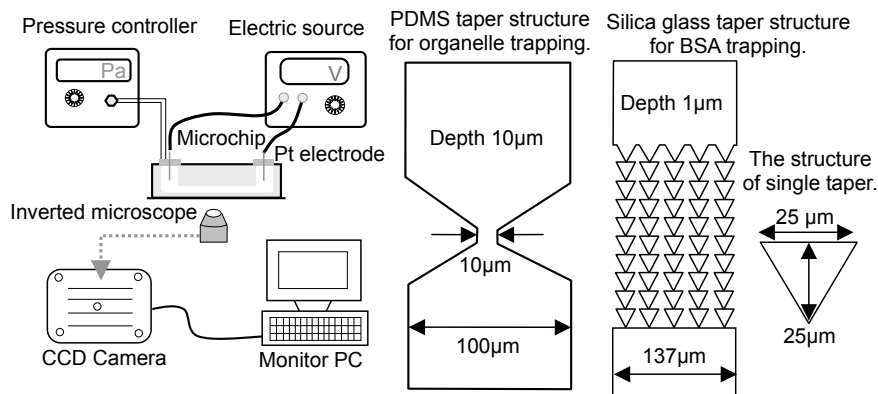 Pressure controller
Pa
Electric source
V
Microchip
Pt electrode
Inverted microscope
CCD Camera
Monitor PC
PDMS taper structure
for organelle trapping.
Depth 10μm
10μm
100μm
Silica glass taper structure
for BSA trapping.
Depth 1μm
137μm
The structure
of single taper.
25 μm
25μm